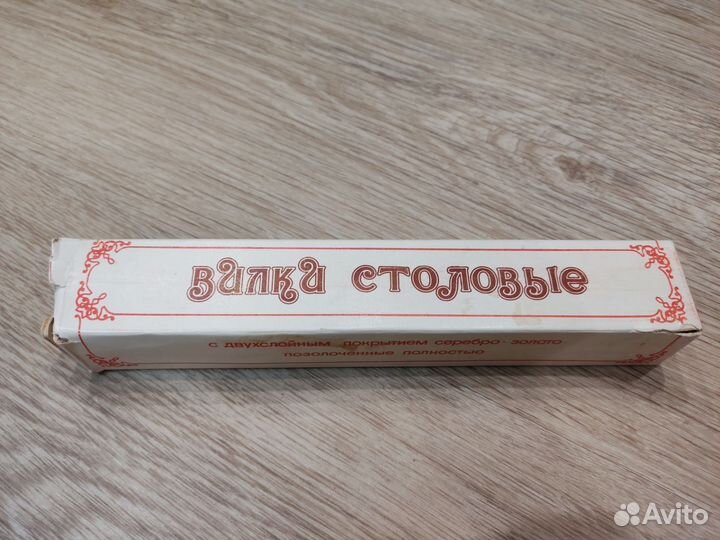 вилки столовые
с двухслойным покрытием серебро-золото
позолоченные полностью
Avito